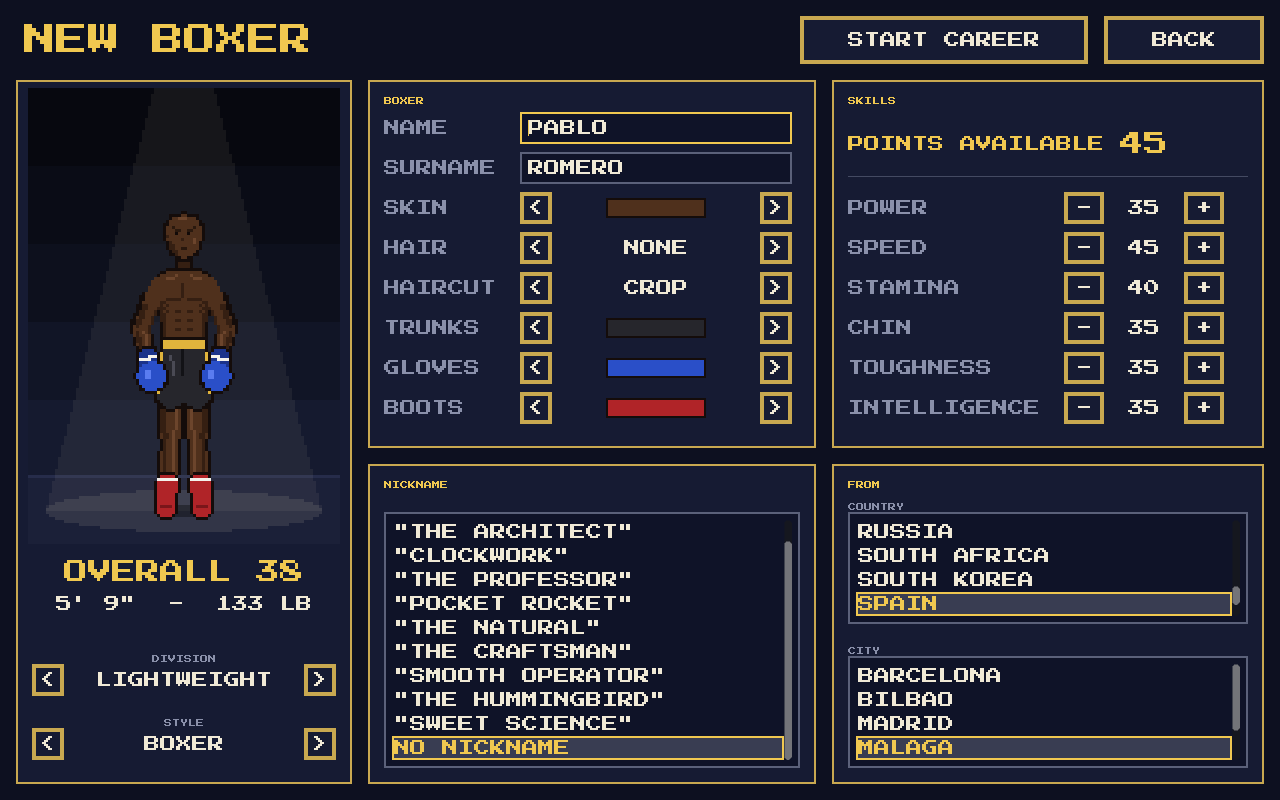 NEW BOXER
START CAREER
BACK
OVERALL 38
5' 9" - 133 LB
DIVISION
< LIGHTWEIGHT >
STYLE
< BOXER >
BOXER
NAME PABLO
SURNAME ROMERO
SKIN < >
HAIR < NONE >
HAIRCUT < CROP >
TRUNKS < >
GLOVES < >
BOOTS < >
SKILLS
POINTS AVAILABLE 45
POWER - 35 +
SPEED - 45 +
STAMINA - 40 +
CHIN - 35 +
TOUGHNESS - 35 +
INTELLIGENCE - 35 +
NICKNAME
"THE ARCHITECT"
"CLOCKWORK"
"THE PROFESSOR"
"POCKET ROCKET"
"THE NATURAL"
"THE CRAFTSMAN"
"SMOOTH OPERATOR"
"THE HUMMINGBIRD"
"SWEET SCIENCE"
NO NICKNAME
FROM
COUNTRY
RUSSIA
SOUTH AFRICA
SOUTH KOREA
SPAIN
CITY
BARCELONA
BILBAO
MADRID
MALAGA